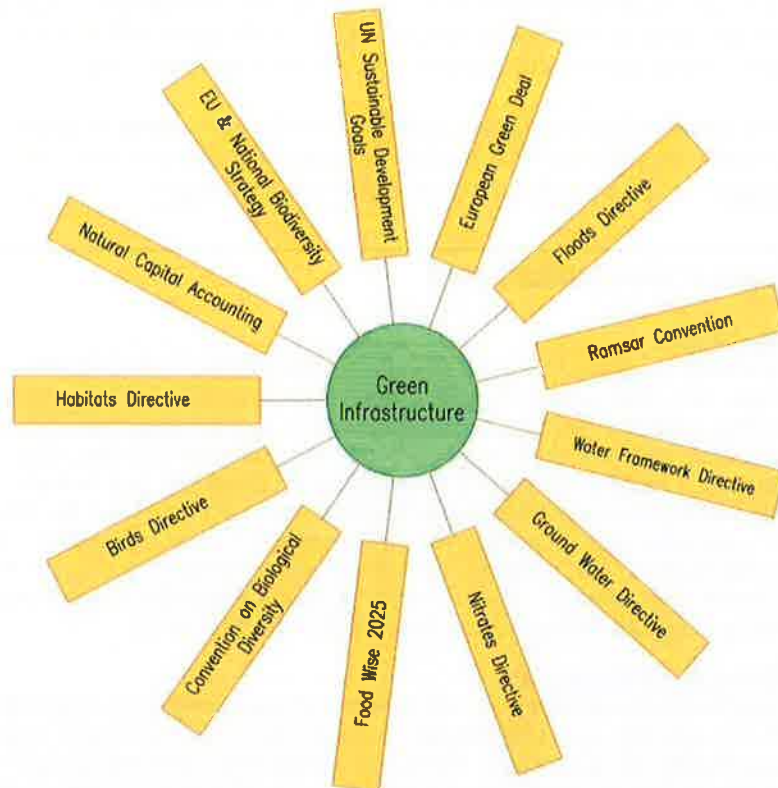 Green
Infrastructure
UN Sustainable Development
Goals
European Green Deal
Floods Directive
Ramsar Convention
Water Framework Directive
Ground Water Directive
Nitrates Directive
Food Wise 2025
Convention on Biological
Diversity
Birds Directive
Habitats Directive
Natural Capital Accounting
EU & National Biodiversity
Strategy